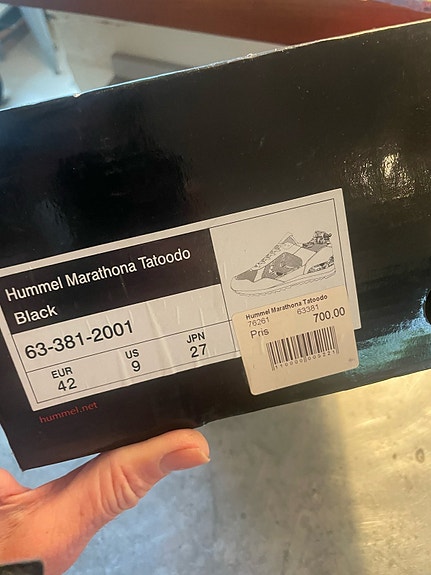 Hummel Marathona Tatoodo
Black
63-381-2001
EUR US JPN
42 9 27
hummel.net
Hummel Marathona Tatoodo
76261 63381
Pris 700.00